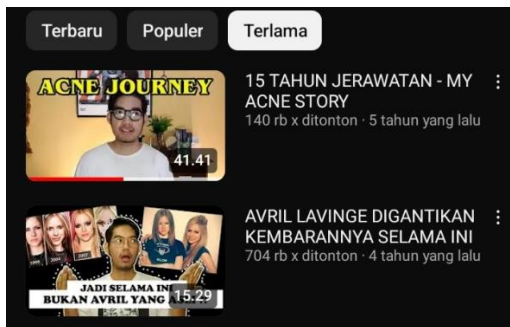 Terbaru Populer Terlama
ACNE JOURNEY
41.41
15 TAHUN JERAWATAN - MY
ACNE STORY
140 rb x ditonton · 5 tahun yang lalu
JADI SELAMA INI
BUKAN AVRIL YANG
15.29
AVRIL LAVINGE DIGANTIKAN
KEMBARANNYA SELAMA INI
704 rb x ditonton · 4 tahun yang lalu